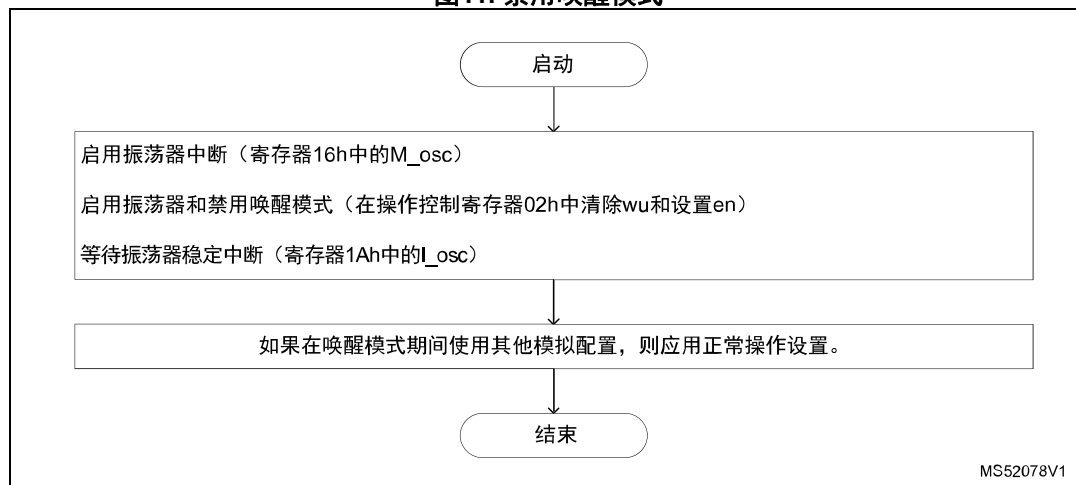 启动
启用振荡器中断（寄存器16h中的M_osc）
启用振荡器和禁用唤醒模式（在操作控制寄存器02h中清除wu和设置en）
等待振荡器稳定中断（寄存器1Ah中的I_osc）
如果在唤醒模式期间使用其他模拟配置，则应用正常操作设置。
结束
MS52078V1